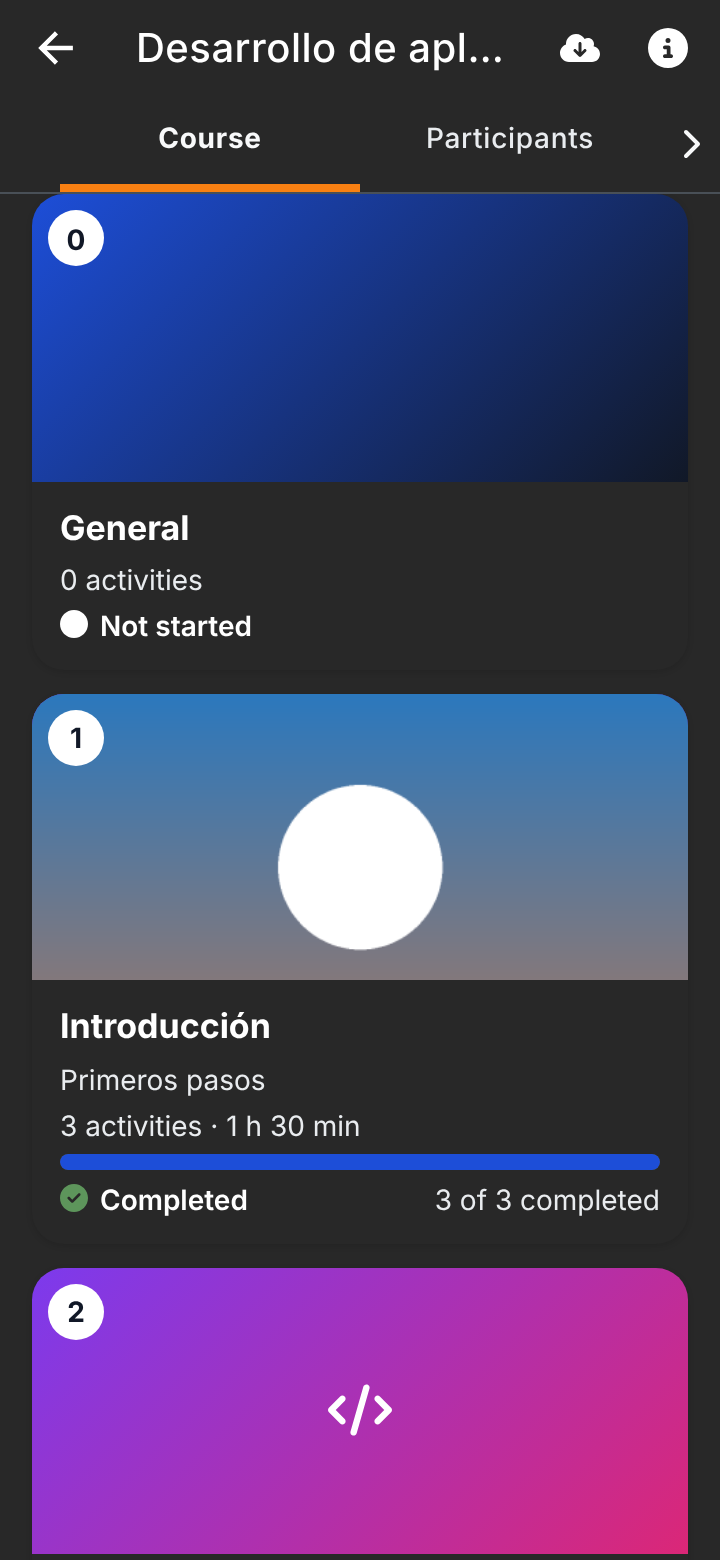 Desarrollo de apl...
Course
Participants
0
General
0 activities
Not started
1
Introducción
Primeros pasos
3 activities · 1 h 30 min
Completed
3 of 3 completed
2